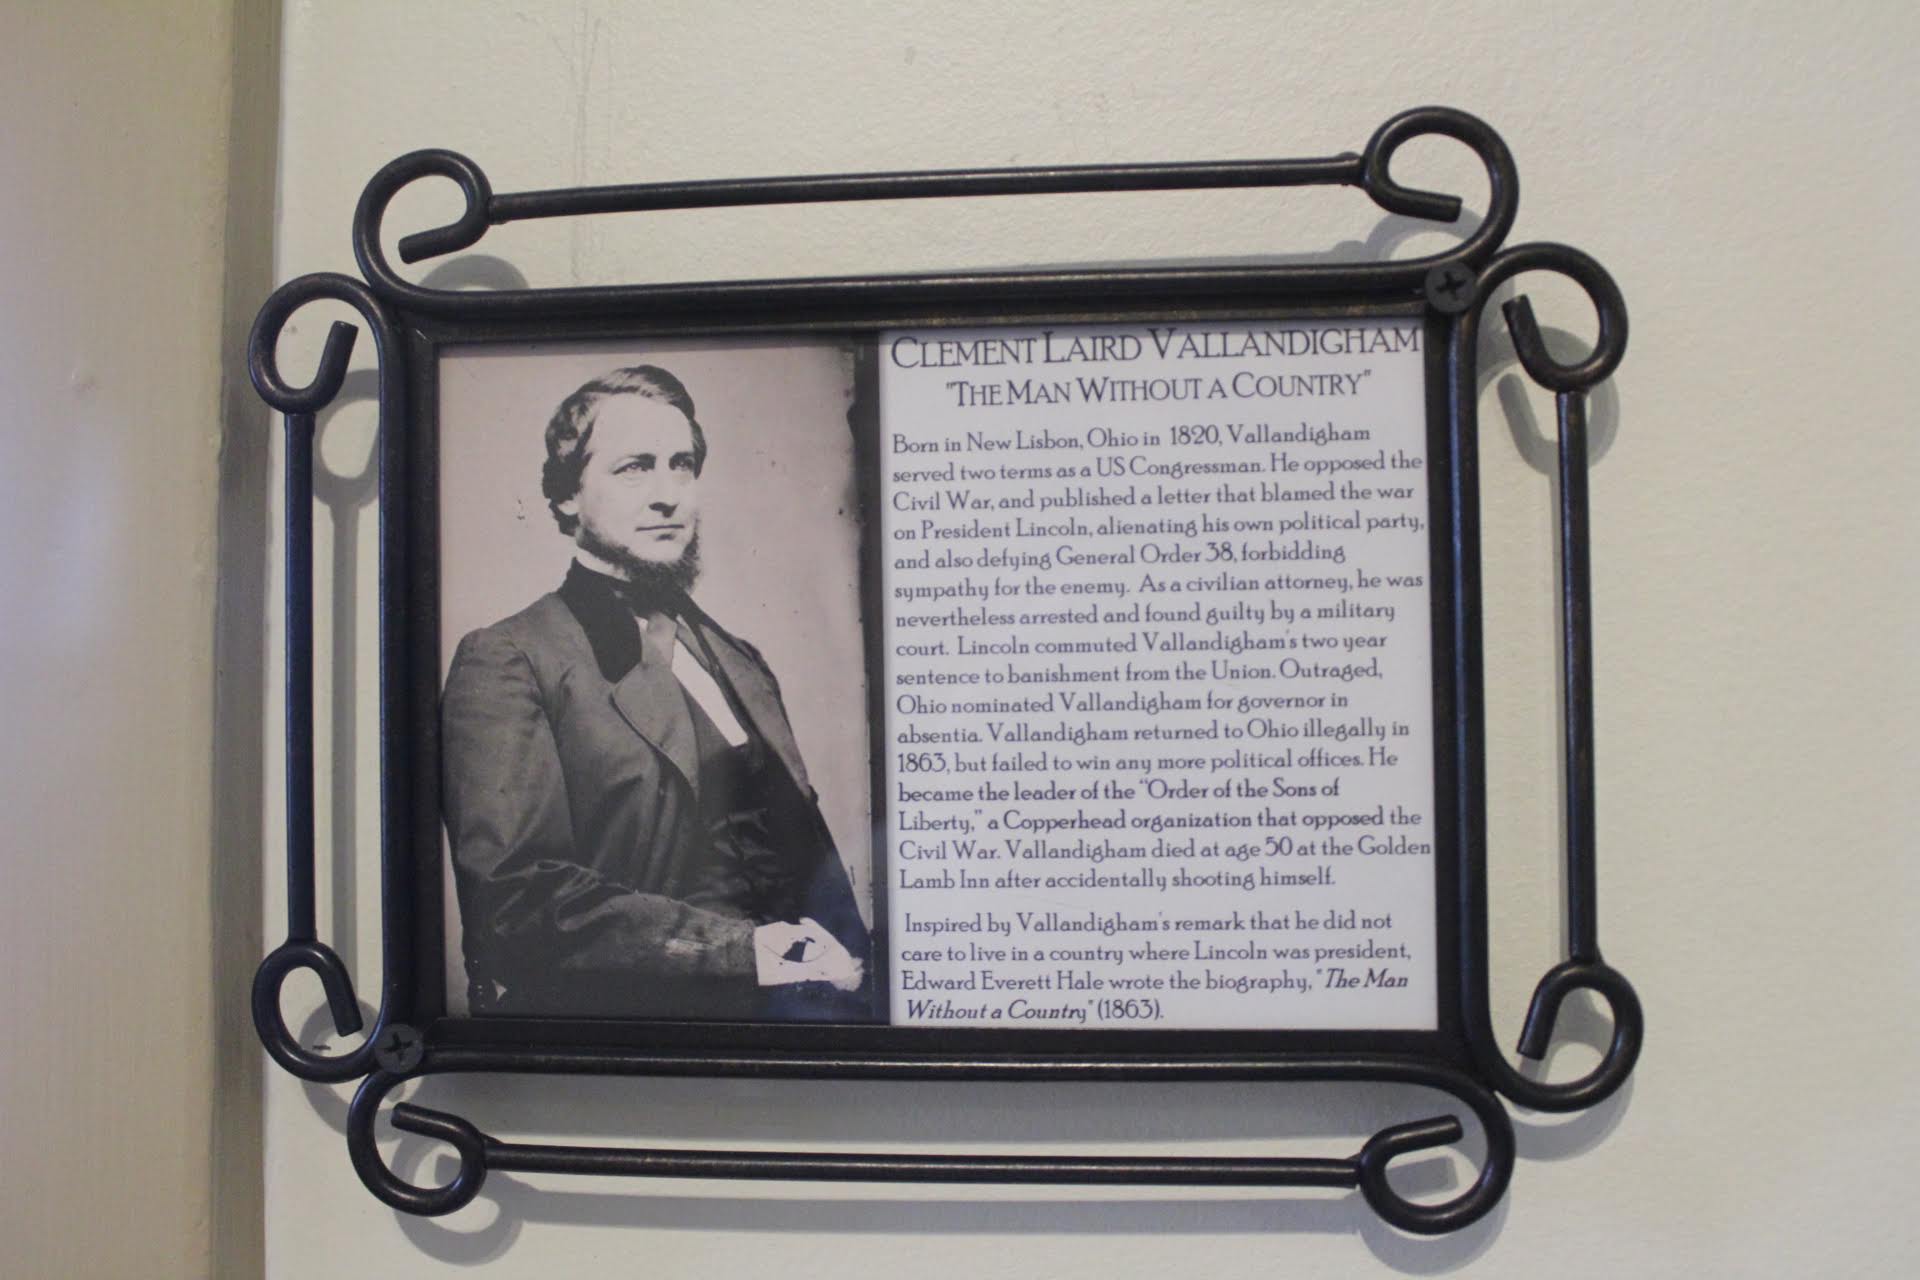 CLEMENT LAIRD VALLANDIGHAM
"THE MAN WITHOUT A COUNTRY"
Born in New Lisbon, Ohio in 1820, Vallandigham
served two terms as a US Congressman. He opposed the
Civil War, and published a letter that blamed the war
on President Lincoln, alienating his own political party,
and also defying General Order 38, forbidding
sympathy for the enemy. As a civilian attorney, he was
nevertheless arrested and found guilty by a military
court. Lincoln commuted Vallandigham's two year
sentence to banishment from the Union. Outraged,
Ohio nominated Vallandigham for governor in
absentia. Vallandigham returned to Ohio illegally in
1863, but failed to win any more political offices. He
became the leader of the "Order of the Sons of
Liberty," a Copperhead organization that opposed the
Civil War. Vallandigham died at age 50 at the Golden
Lamb Inn after accidentally shooting himself.
Inspired by Vallandigham's remark that he did not
care to live in a country where Lincoln was president,
Edward Everett Hale wrote the biography, "The Man
Without a Country" (1863).